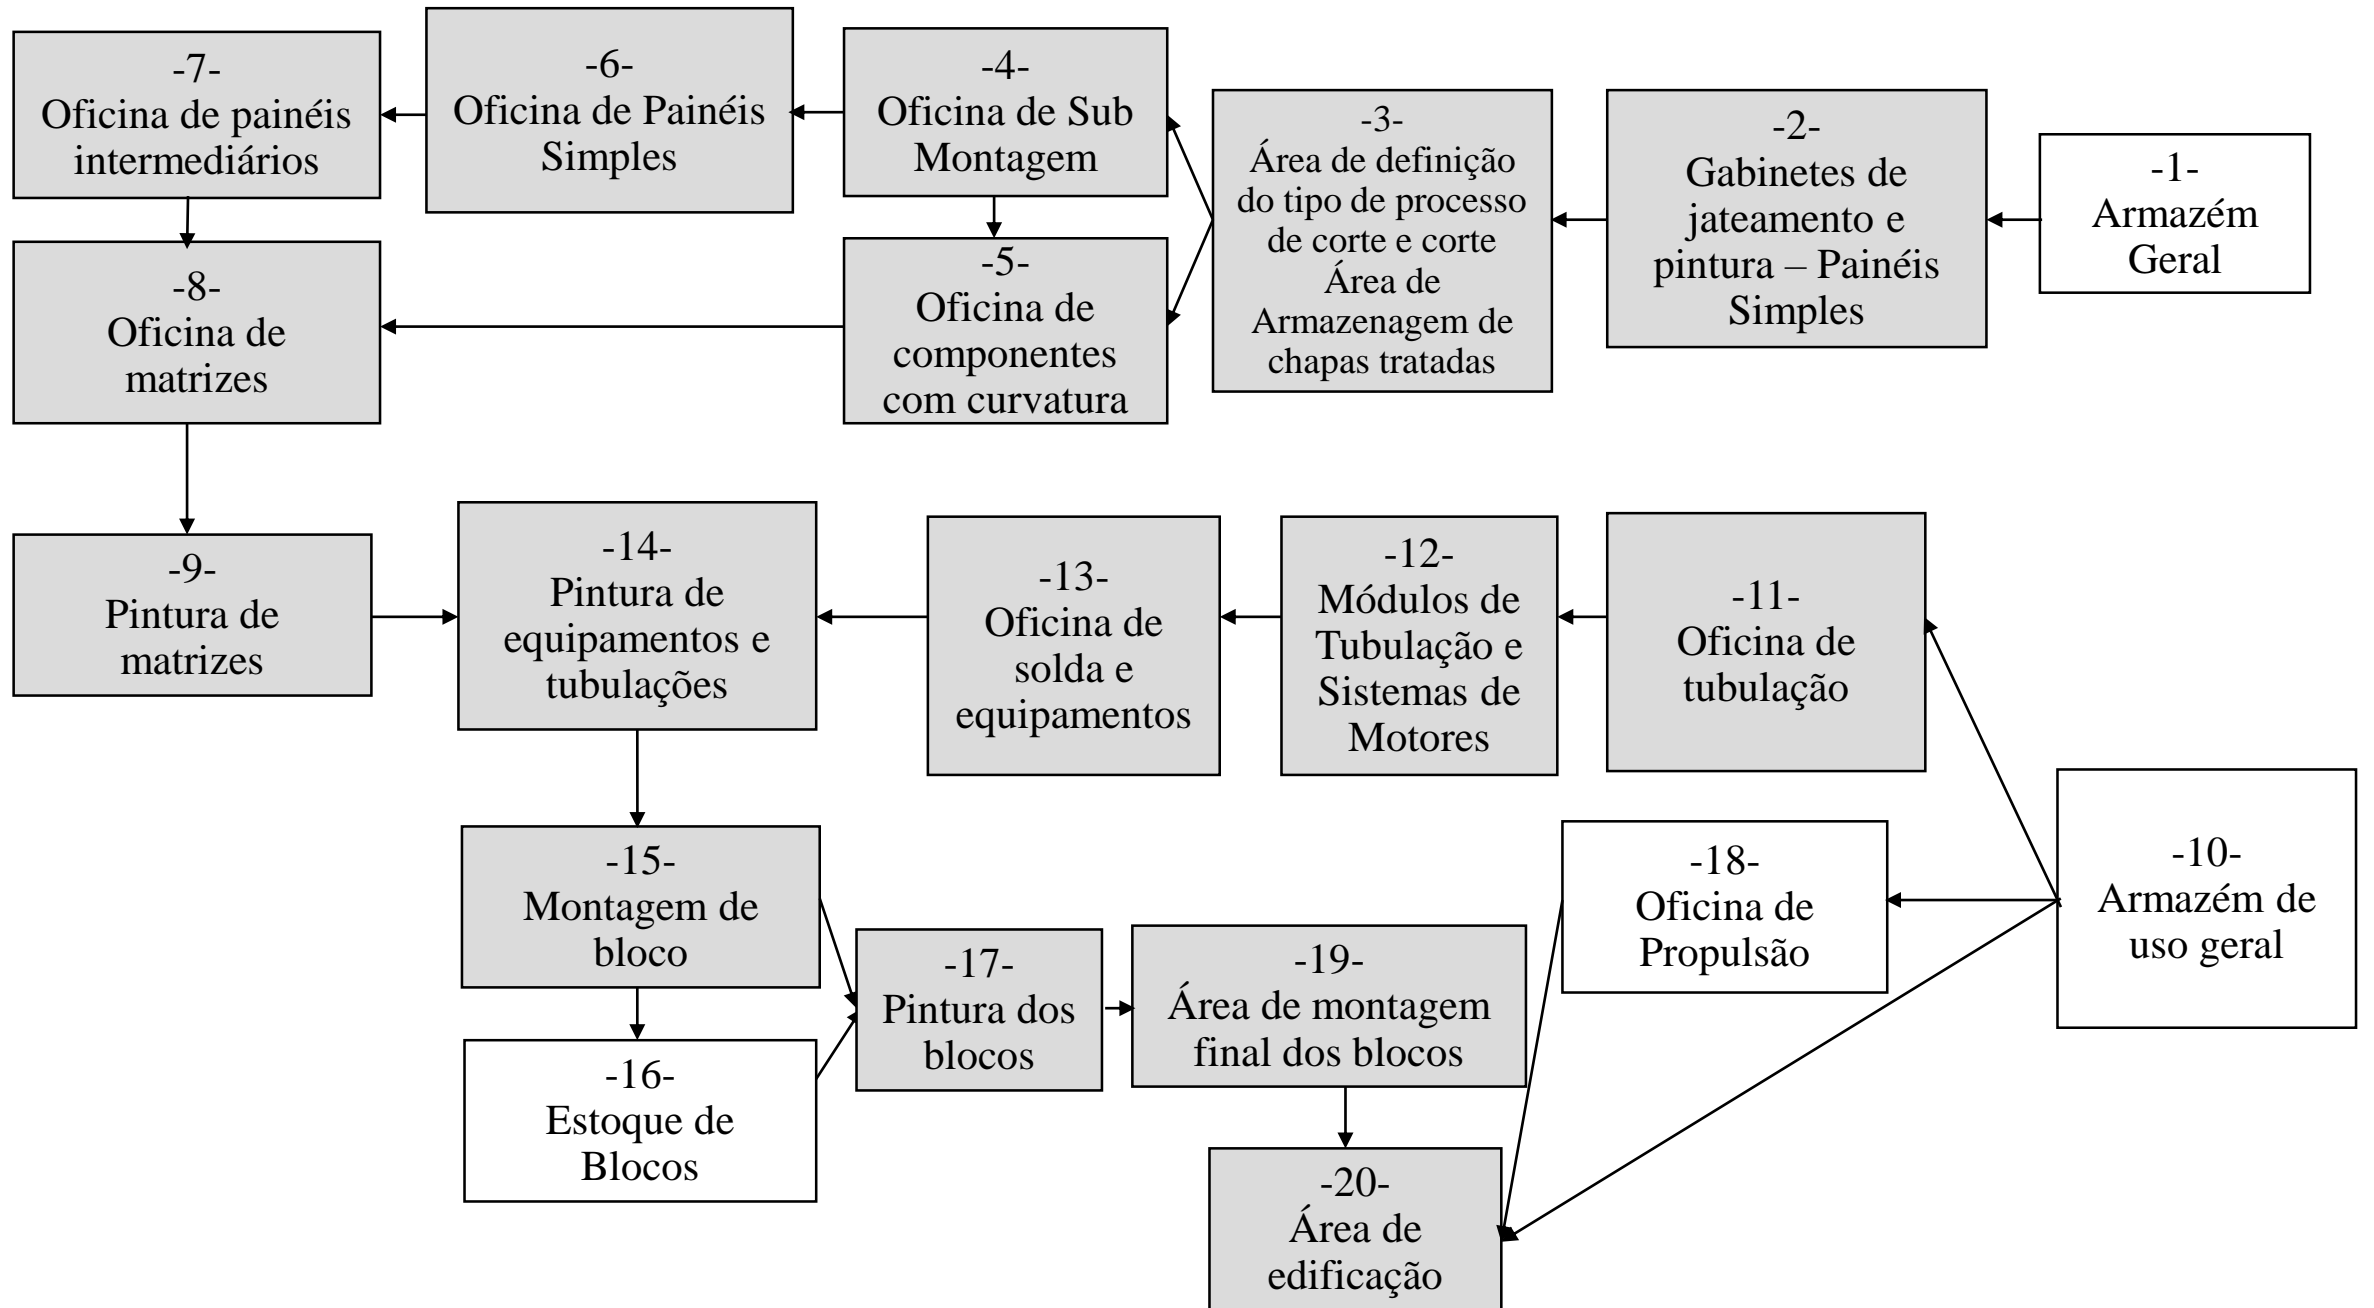 -7-
Oficina de painéis
intermediários
-6-
Oficina de Painéis
Simples
-4-
Oficina de Sub
Montagem
-3-
Área de definição
do tipo de processo
de corte e corte
Área de
Armazenagem de
chapas tratadas
-2-
Gabinetes de
jateamento e
pintura – Painéis
Simples
-1-
Armazém
Geral
-8-
Oficina de
matrizes
-5-
Oficina de
componentes
com curvatura
-9-
Pintura de
matrizes
-14-
Pintura de
equipamentos e
tubulações
-13-
Oficina de
solda e
equipamentos
-12-
Módulos de
Tubulação e
Sistemas de
Motores
-11-
Oficina de
tubulação
-15-
Montagem de
bloco
-18-
Oficina de
Propulsão
-10-
Armazém de
uso geral
-17-
Pintura dos
blocos
-19-
Área de montagem
final dos blocos
-16-
Estoque de
Blocos
-20-
Área de
edificação